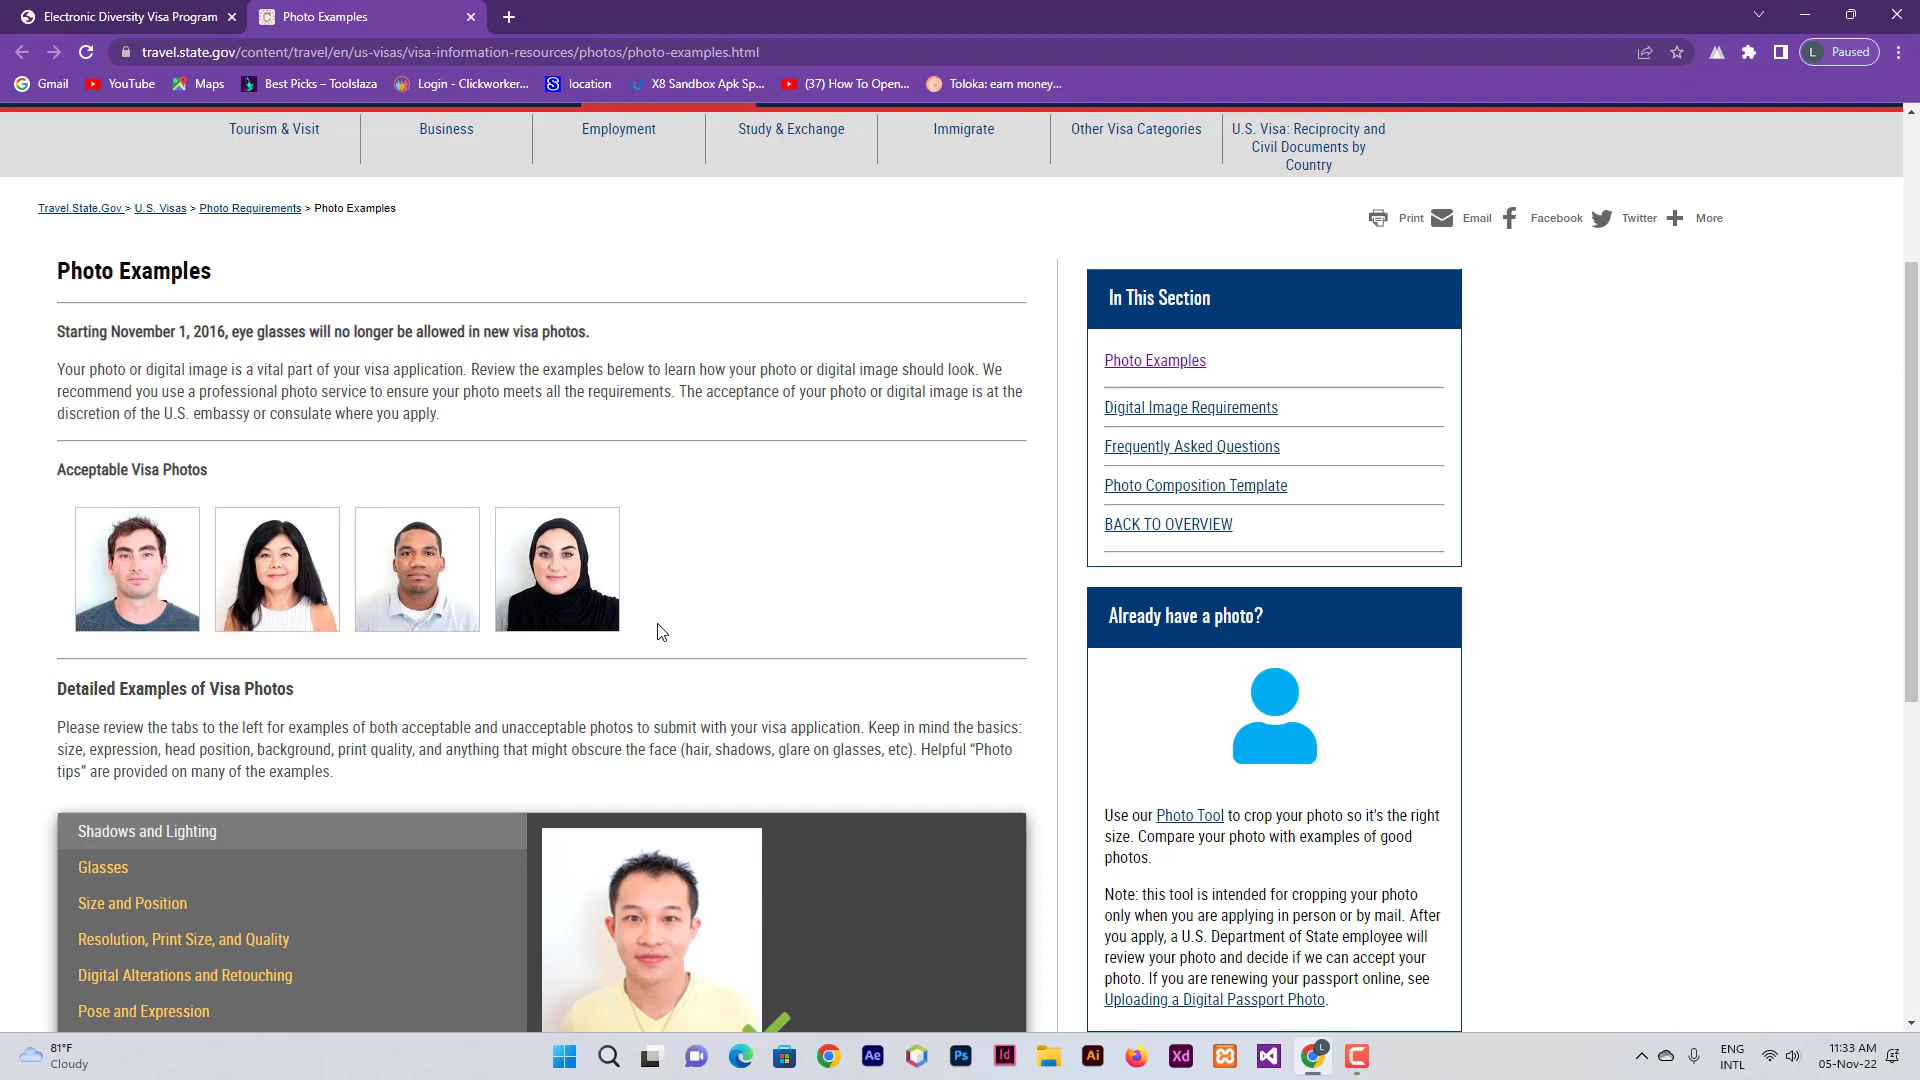 Electronic Diversity Visa Program
Photo Examples
travel.state.gov/content/travel/en/us-visas/visa-information-resources/photos/photo-examples.html
L Paused
Gmail
YouTube
Maps
Best Picks – Toolslaza
Login - Clickworker...
location
X8 Sandbox Apk Sp...
(37) How To Open...
Toloka: earn money...
Tourism & Visit
Business
Employment
Study & Exchange
Immigrate
Other Visa Categories
U.S. Visa: Reciprocity and
Civil Documents by
Country
Travel.State.Gov > U.S. Visas > Photo Requirements > Photo Examples
Print
Email
Facebook
Twitter
More
Photo Examples
Starting November 1, 2016, eye glasses will no longer be allowed in new visa photos.
Your photo or digital image is a vital part of your visa application. Review the examples below to learn how your photo or digital image should look. We
recommend you use a professional photo service to ensure your photo meets all the requirements. The acceptance of your photo or digital image is at the
discretion of the U.S. embassy or consulate where you apply.
Acceptable Visa Photos
Detailed Examples of Visa Photos
Please review the tabs to the left for examples of both acceptable and unacceptable photos to submit with your visa application. Keep in mind the basics:
size, expression, head position, background, print quality, and anything that might obscure the face (hair, shadows, glare on glasses, etc). Helpful “Photo
tips” are provided on many of the examples.
Shadows and Lighting
Glasses
Size and Position
Resolution, Print Size, and Quality
Digital Alterations and Retouching
Pose and Expression
In This Section
Photo Examples
Digital Image Requirements
Frequently Asked Questions
Photo Composition Template
BACK TO OVERVIEW
Already have a photo?
Use our Photo Tool to crop your photo so it's the right
size. Compare your photo with examples of good
photos.
Note: this tool is intended for cropping your photo
only when you are applying in person or by mail. After
you apply, a U.S. Department of State employee will
review your photo and decide if we can accept your
photo. If you are renewing your passport online, see
Uploading a Digital Passport Photo.
81°F
Cloudy
Ae
Ps
Id
Ai
Xd
L
ENG
INTL
11:33 AM
05-Nov-22